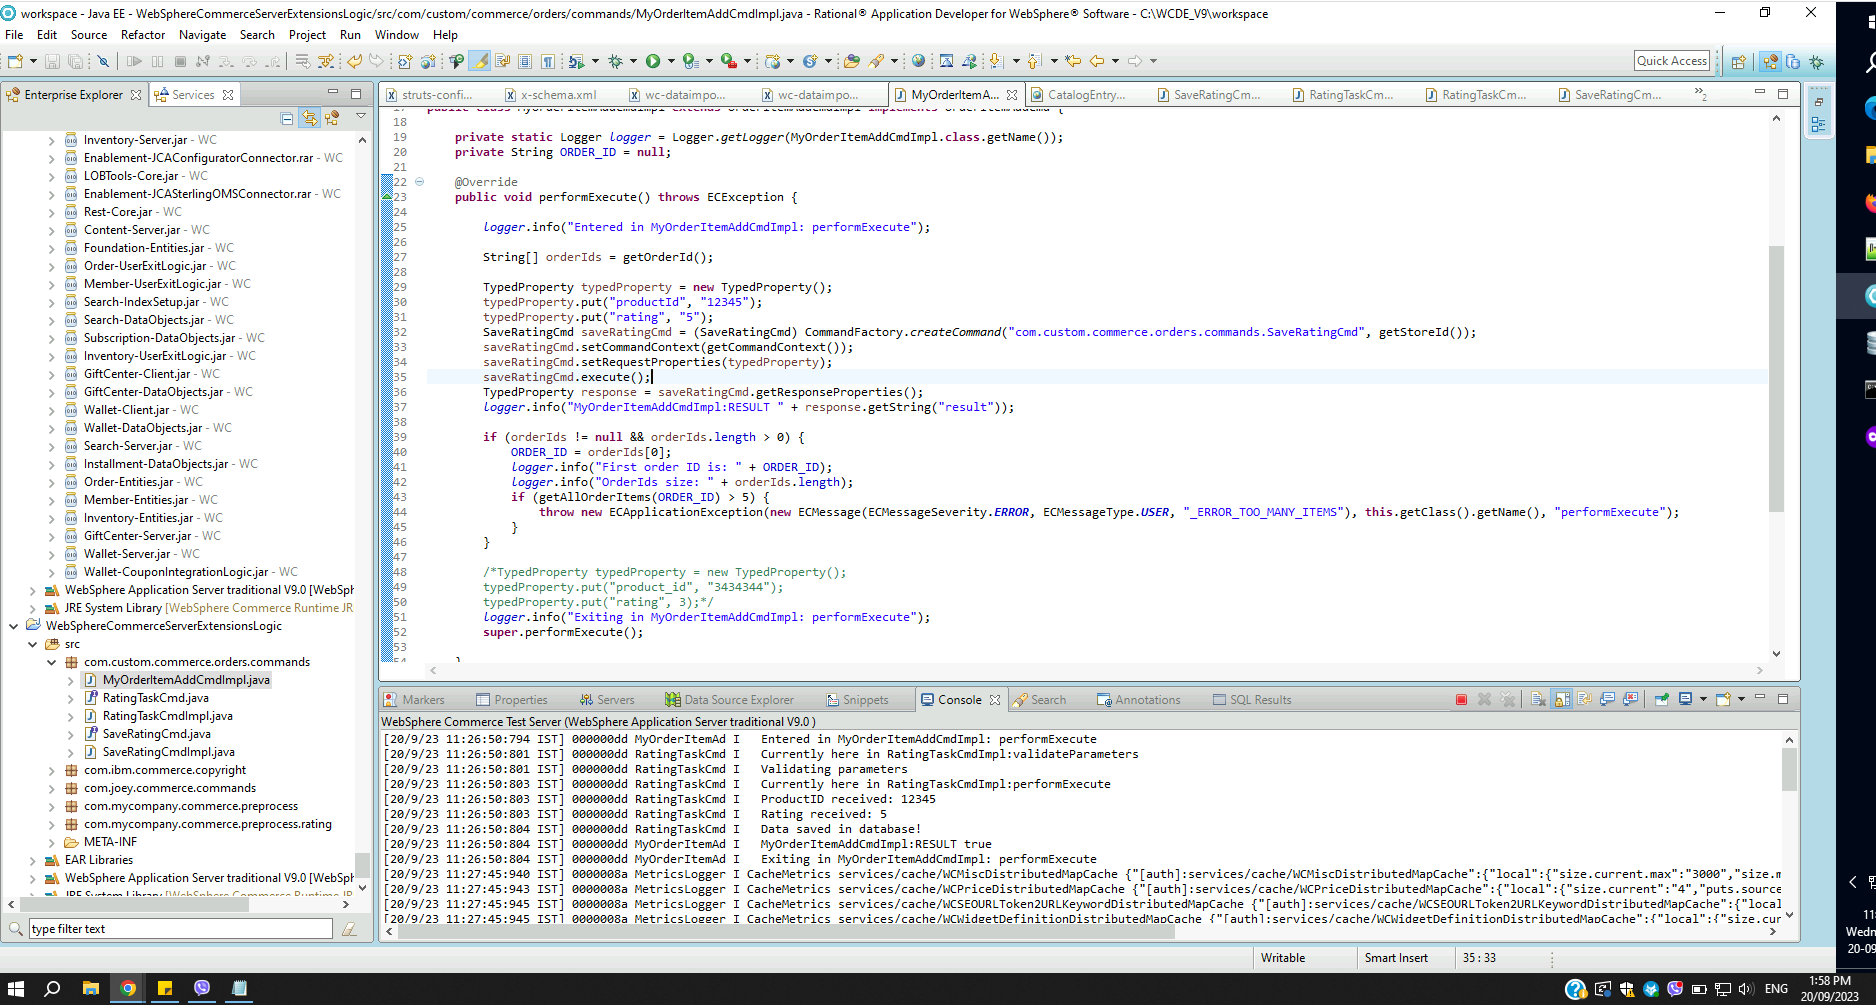 workspace - Java EE - WebSphereCommerceServerExtensionsLogic/src/com/custom/commerce/orders/commands/MyOrderItemAddCmdImpl.java - Rational® Application Developer for WebSphere® Software - C:\WCDE_V9\workspace
File Edit Source Refactor Navigate Search Project Run Window Help
Quick Access
Enterprise Explorer
Services
Inventory-Server.jar - WC
Enablement-JCAConfiguratorConnector.rar - WC
LOBTools-Core.jar - WC
Enablement-JCASterlingOMSConnector.rar - WC
Rest-Core.jar - WC
Content-Server.jar - WC
Foundation-Entities.jar - WC
Order-UserExitLogic.jar - WC
Member-UserExitLogic.jar - WC
Search-IndexSetup.jar - WC
Search-DataObjects.jar - WC
Subscription-DataObjects.jar - WC
Inventory-UserExitLogic.jar - WC
GiftCenter-Client.jar - WC
GiftCenter-DataObjects.jar - WC
Wallet-Client.jar - WC
Wallet-DataObjects.jar - WC
Search-Server.jar - WC
Installment-DataObjects.jar - WC
Order-Entities.jar - WC
Member-Entities.jar - WC
Inventory-Entities.jar - WC
GiftCenter-Server.jar - WC
Wallet-Server.jar - WC
Wallet-CouponIntegrationLogic.jar - WC
WebSphere Application Server traditional V9.0 [WebSph
JRE System Library [WebSphere Commerce Runtime JR
WebSphereCommerceServerExtensionsLogic
src
com.custom.commerce.orders.commands
MyOrderItemAddCmdImpl.java
RatingTaskCmd.java
RatingTaskCmdImpl.java
SaveRatingCmd.java
SaveRatingCmdImpl.java
com.ibm.commerce.copyright
com.joey.commerce.commands
com.mycompany.commerce.preprocess
com.mycompany.commerce.preprocess.rating
META-INF
EAR Libraries
WebSphere Application Server traditional V9.0 [WebSph
JRE System Library [WebSphere Commerce Runtime JR
type filter text
struts-confi... x-schema.xml wc-dataimpo... wc-dataimpo... MyOrderItemA... CatalogEntry... SaveRatingCm... RatingTaskCm... RatingTaskCm... SaveRatingCm... »2
17 public class MyOrderItemAddCmdImpl extends OrderItemAddCmdImpl implements OrderItemAddCmd {
18
19 private static Logger logger = Logger.getLogger(MyOrderItemAddCmdImpl.class.getName());
20 private String ORDER_ID = null;
21
22 @Override
23 public void performExecute() throws ECException {
24
25 logger.info("Entered in MyOrderItemAddCmdImpl: performExecute");
26
27 String[] orderIds = getOrderId();
28
29 TypedProperty typedProperty = new TypedProperty();
30 typedProperty.put("productId", "12345");
31 typedProperty.put("rating", "5");
32 SaveRatingCmd saveRatingCmd = (SaveRatingCmd) CommandFactory.createCommand("com.custom.commerce.orders.commands.SaveRatingCmd", getStoreId());
33 saveRatingCmd.setCommandContext(getCommandContext());
34 saveRatingCmd.setRequestProperties(typedProperty);
35 saveRatingCmd.execute();
36 TypedProperty response = saveRatingCmd.getResponseProperties();
37 logger.info("MyOrderItemAddCmdImpl:RESULT " + response.getString("result"));
38
39 if (orderIds != null && orderIds.length > 0) {
40 ORDER_ID = orderIds[0];
41 logger.info("First order ID is: " + ORDER_ID);
42 logger.info("OrderIds size: " + orderIds.length);
43 if (getAllOrderItems(ORDER_ID) > 5) {
44 throw new ECApplicationException(new ECMessage(ECMessageSeverity.ERROR, ECMessageType.USER, "_ERROR_TOO_MANY_ITEMS"), this.getClass().getName(), "performExecute");
45 }
46 }
47
48 /*TypedProperty typedProperty = new TypedProperty();
49 typedProperty.put("product_id", "3434344");
50 typedProperty.put("rating", 3);*/
51 logger.info("Exiting in MyOrderItemAddCmdImpl: performExecute");
52 super.performExecute();
53
54 }
Markers Properties Servers Data Source Explorer Snippets Console Search Annotations SQL Results
WebSphere Commerce Test Server (WebSphere Application Server traditional V9.0 )
[20/9/23 11:26:50:794 IST] 000000dd MyOrderItemAd I Entered in MyOrderItemAddCmdImpl: performExecute
[20/9/23 11:26:50:801 IST] 000000dd RatingTaskCmd I Currently here in RatingTaskCmdImpl:validateParameters
[20/9/23 11:26:50:801 IST] 000000dd RatingTaskCmd I Validating parameters
[20/9/23 11:26:50:803 IST] 000000dd RatingTaskCmd I Currently here in RatingTaskCmdImpl:performExecute
[20/9/23 11:26:50:803 IST] 000000dd RatingTaskCmd I ProductID received: 12345
[20/9/23 11:26:50:803 IST] 000000dd RatingTaskCmd I Rating received: 5
[20/9/23 11:26:50:804 IST] 000000dd RatingTaskCmd I Data saved in database!
[20/9/23 11:26:50:804 IST] 000000dd MyOrderItemAd I MyOrderItemAddCmdImpl:RESULT true
[20/9/23 11:26:50:804 IST] 000000dd MyOrderItemAd I Exiting in MyOrderItemAddCmdImpl: performExecute
[20/9/23 11:27:45:940 IST] 0000008a MetricsLogger I CacheMetrics services/cache/WCMiscDistributedMapCache {"[auth]:services/cache/WCMiscDistributedMapCache":{"local":{"size.current.max":"3000","size.m
[20/9/23 11:27:45:943 IST] 0000008a MetricsLogger I CacheMetrics services/cache/WCPriceDistributedMapCache {"[auth]:services/cache/WCPriceDistributedMapCache":{"local":{"size.current":"4","puts.source
[20/9/23 11:27:45:945 IST] 0000008a MetricsLogger I CacheMetrics services/cache/WCSEOURLToken2URLKeywordDistributedMapCache {"[auth]:services/cache/WCSEOURLToken2URLKeywordDistributedMapCache":{"local
[20/9/23 11:27:45:945 IST] 0000008a MetricsLogger I CacheMetrics services/cache/WCWidgetDefinitionDistributedMapCache {"[auth]:services/cache/WCWidgetDefinitionDistributedMapCache":{"local":{"size.cur
Writable Smart Insert 35 : 33
11:
Wedn
20-09
ENG
1:58 PM
20/09/2023